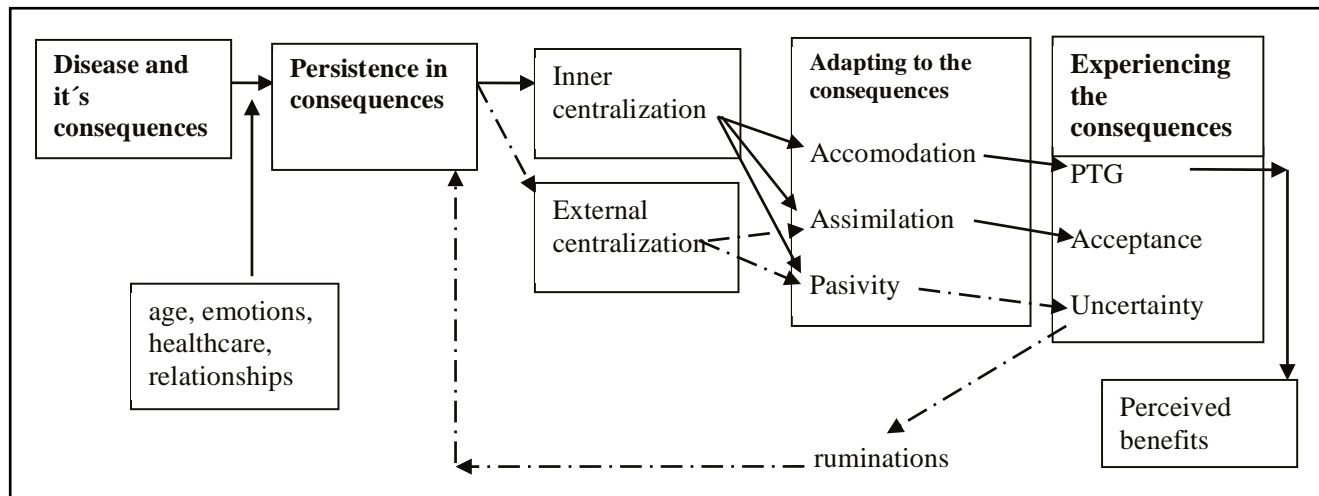 Disease and
it´s
consequences
Persistence in
consequences
Inner
centralization
External
centralization
Adapting to the
consequences
Accomodation
Assimilation
Pasivity
Experiencing
the
consequences
PTG
Acceptance
Uncertainty
age, emotions,
healthcare,
relationships
Perceived
benefits
ruminations